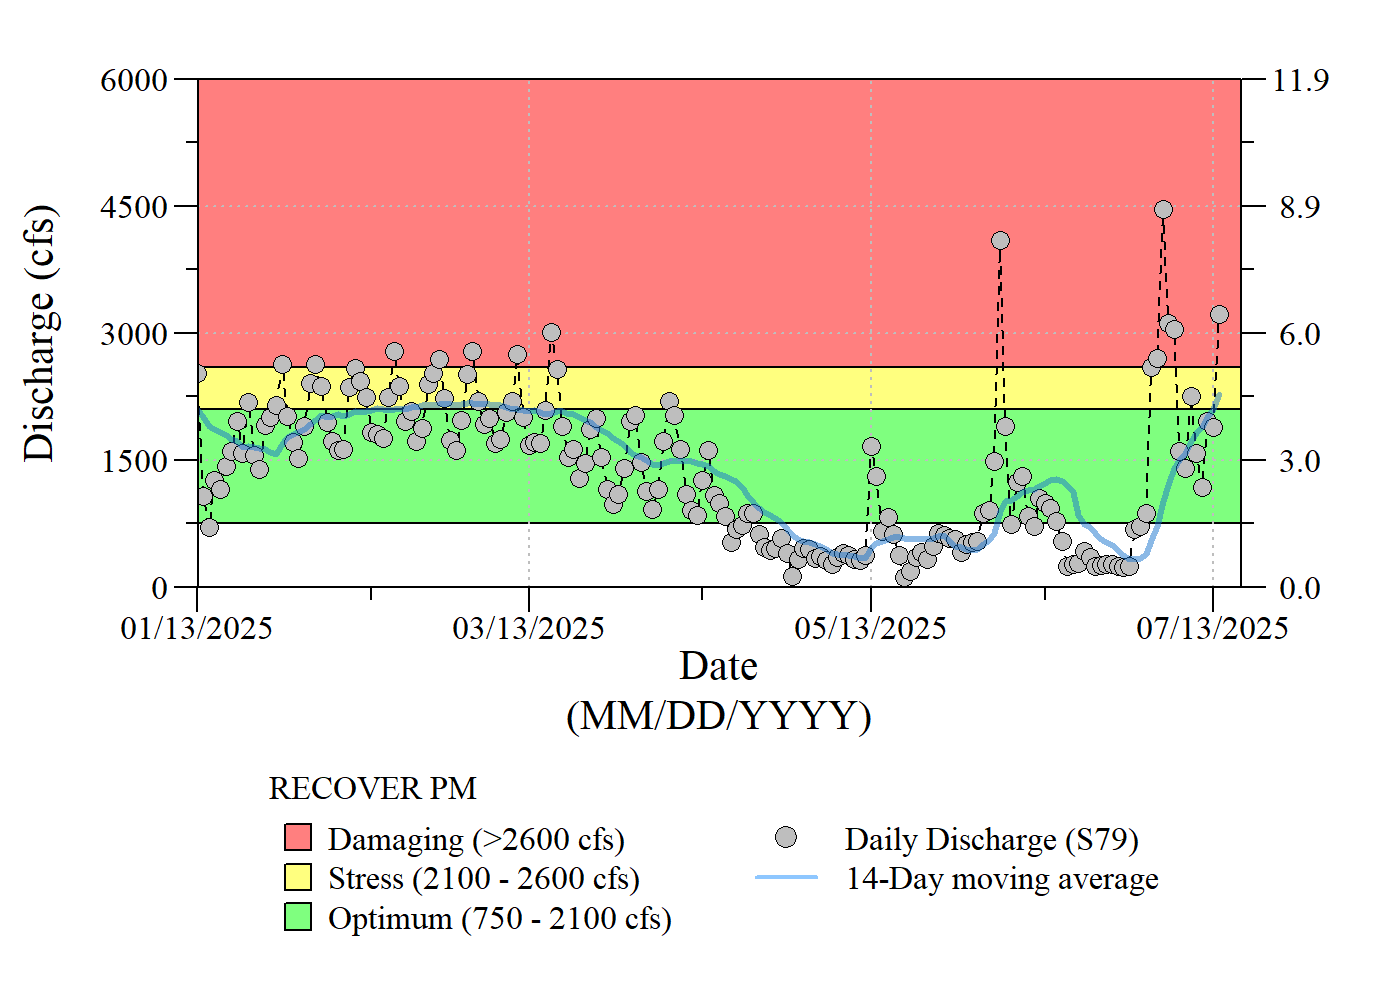 6000
4500
3000
1500
0
11.9
8.9
6.0
3.0
0.0
Discharge (cfs)
01/13/2025 03/13/2025 05/13/2025 07/13/2025
Date
(MM/DD/YYYY)
RECOVER PM
Damaging (>2600 cfs)
Stress (2100 - 2600 cfs)
Optimum (750 - 2100 cfs)
Daily Discharge (S79)
14-Day moving average